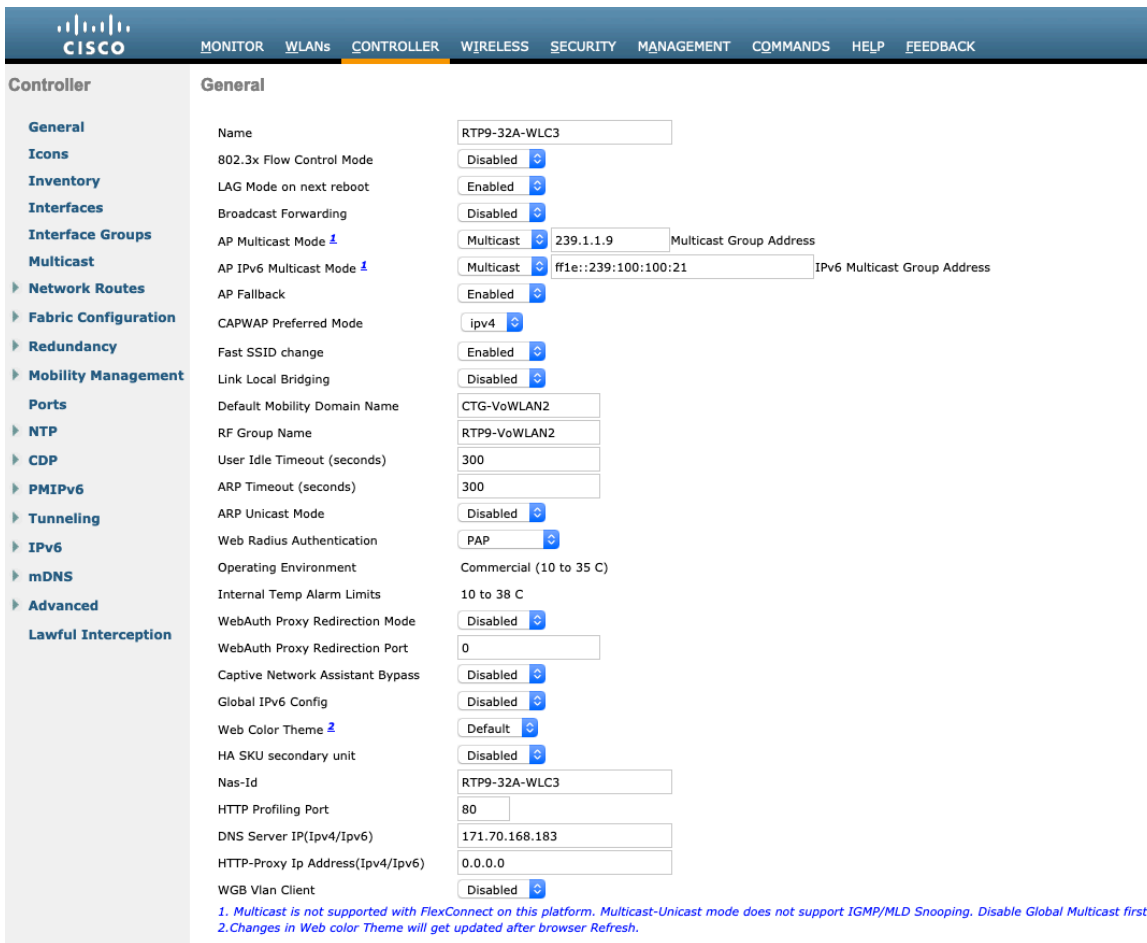 CISCO
MONITOR WLANs CONTROLLER WIRELESS SECURITY MANAGEMENT COMMANDS HELP FEEDBACK
Controller
General
Icons
Inventory
Interfaces
Interface Groups
Multicast
Network Routes
Fabric Configuration
Redundancy
Mobility Management
Ports
NTP
CDP
PMIPv6
Tunneling
IPv6
mDNS
Advanced
Lawful Interception
General
Name RTP9-32A-WLC3
802.3x Flow Control Mode Disabled
LAG Mode on next reboot Enabled
Broadcast Forwarding Disabled
AP Multicast Mode 1 Multicast 239.1.1.9 Multicast Group Address
AP IPv6 Multicast Mode 1 Multicast ff1e::239:100:100:21 IPv6 Multicast Group Address
AP Fallback Enabled
CAPWAP Preferred Mode ipv4
Fast SSID change Enabled
Link Local Bridging Disabled
Default Mobility Domain Name CTG-VoWLAN2
RF Group Name RTP9-VoWLAN2
User Idle Timeout (seconds) 300
ARP Timeout (seconds) 300
ARP Unicast Mode Disabled
Web Radius Authentication PAP
Operating Environment Commercial (10 to 35 C)
Internal Temp Alarm Limits 10 to 38 C
WebAuth Proxy Redirection Mode Disabled
WebAuth Proxy Redirection Port 0
Captive Network Assistant Bypass Disabled
Global IPv6 Config Disabled
Web Color Theme 2 Default
HA SKU secondary unit Disabled
Nas-Id RTP9-32A-WLC3
HTTP Profiling Port 80
DNS Server IP(Ipv4/Ipv6) 171.70.168.183
HTTP-Proxy Ip Address(Ipv4/Ipv6) 0.0.0.0
WGB Vlan Client Disabled
1. Multicast is not supported with FlexConnect on this platform. Multicast-Unicast mode does not support IGMP/MLD Snooping. Disable Global Multicast first
2.Changes in Web color Theme will get updated after browser Refresh.